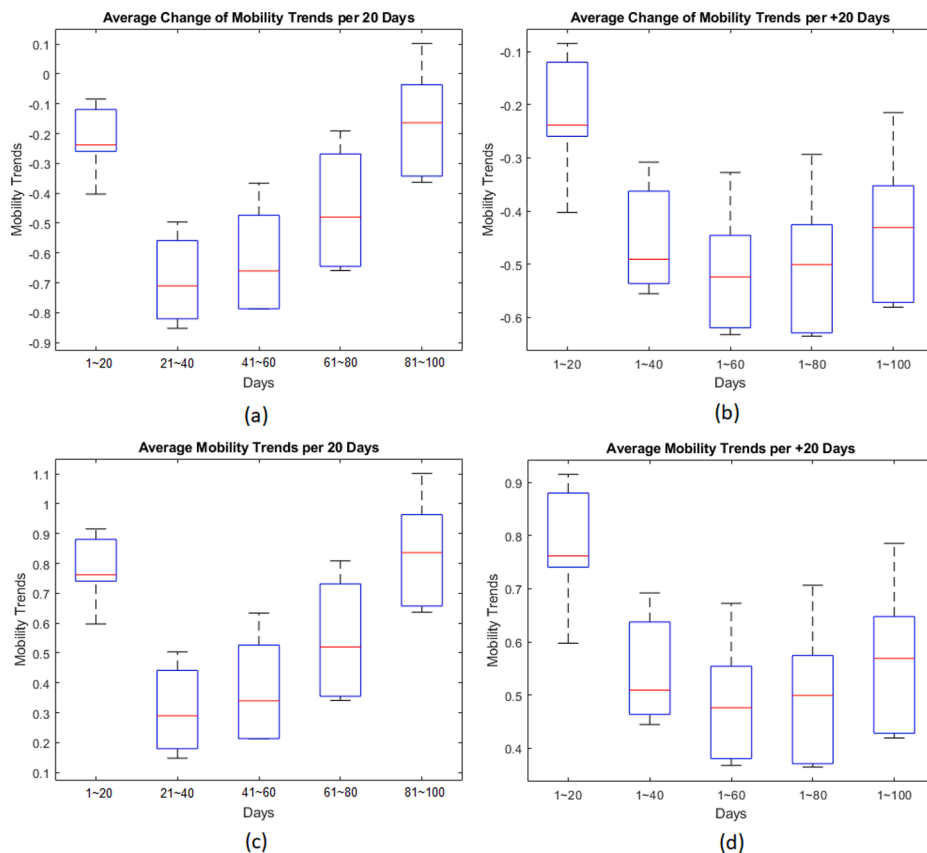 Average Change of Mobility Trends per 20 Days
0.1
0
-0.1
-0.2
-0.3
-0.4
-0.5
-0.6
-0.7
-0.8
-0.9
Mobility Trends
1~20 21~40 41~60 61~80 81~100
Days
(a)
Average Change of Mobility Trends per +20 Days
-0.1
-0.2
-0.3
-0.4
-0.5
-0.6
Mobility Trends
1~20 1~40 1~60 1~80 1~100
Days
(b)
Average Mobility Trends per 20 Days
1.1
1
0.9
0.8
0.7
0.6
0.5
0.4
0.3
0.2
0.1
Mobility Trends
1~20 21~40 41~60 61~80 81~100
Days
(c)
Average Mobility Trends per +20 Days
0.9
0.8
0.7
0.6
0.5
0.4
Mobility Trends
1~20 1~40 1~60 1~80 1~100
Days
(d)